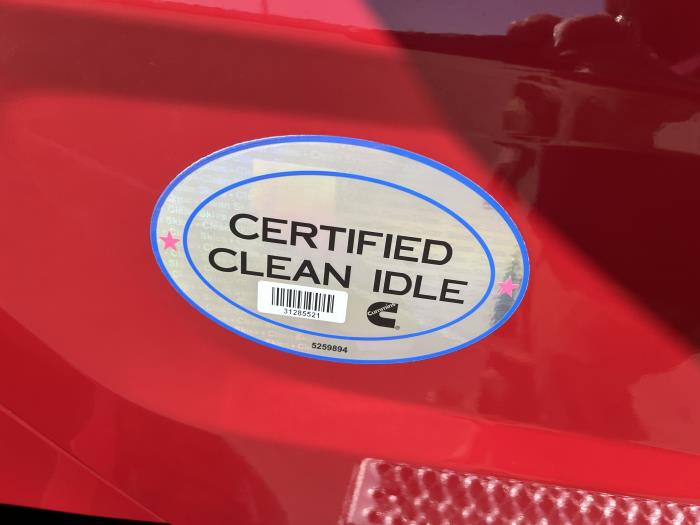 CERTIFIED
CLEAN IDLE
31285521
Cummins
5259894